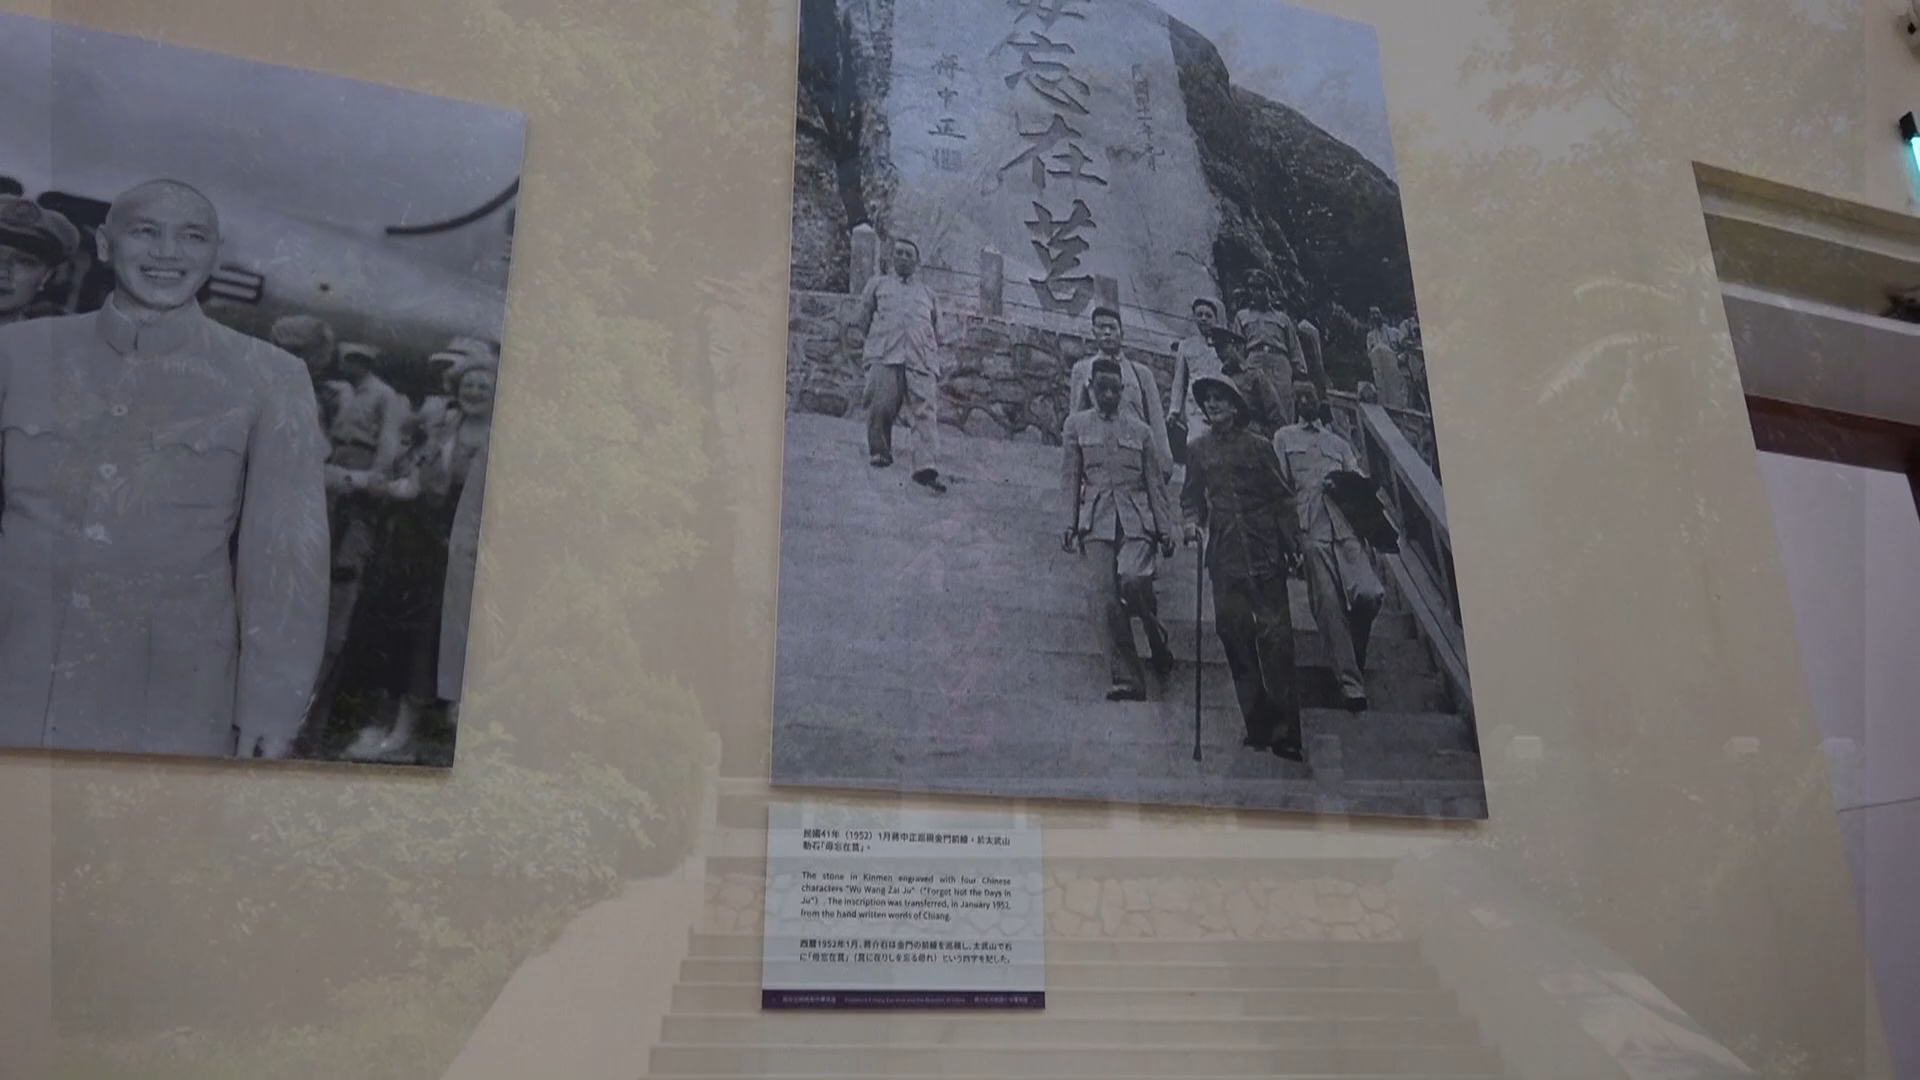 毋忘在莒
蔣中正
民國41年（1952）1月蔣中正巡視金門前線，於太武山
勒石「毋忘在莒」。
The stone in Kinmen engraved with four Chinese
characters "Wu Wang Zai Ju" ("Forget Not the Days in
Ju"). The inscription was transferred, in January 1952,
from the hand written words of Chiang.
西曆1952年1月、蔣介石は金門の前線を巡視し、太武山で石
に「毋忘在莒」（莒に在りしを忘る毋れ）という四字を記した。